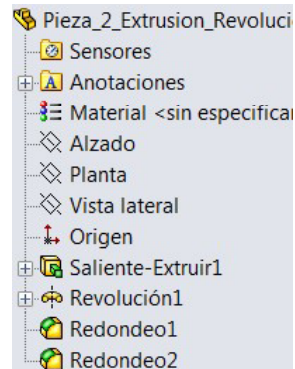 Pieza_2_Extrusion_Revoluci
Sensores
A Anotaciones
Material <sin especificar
Alzado
Planta
Vista lateral
Origen
Saliente-Extruir1
Revolución1
Redondeo1
Redondeo2